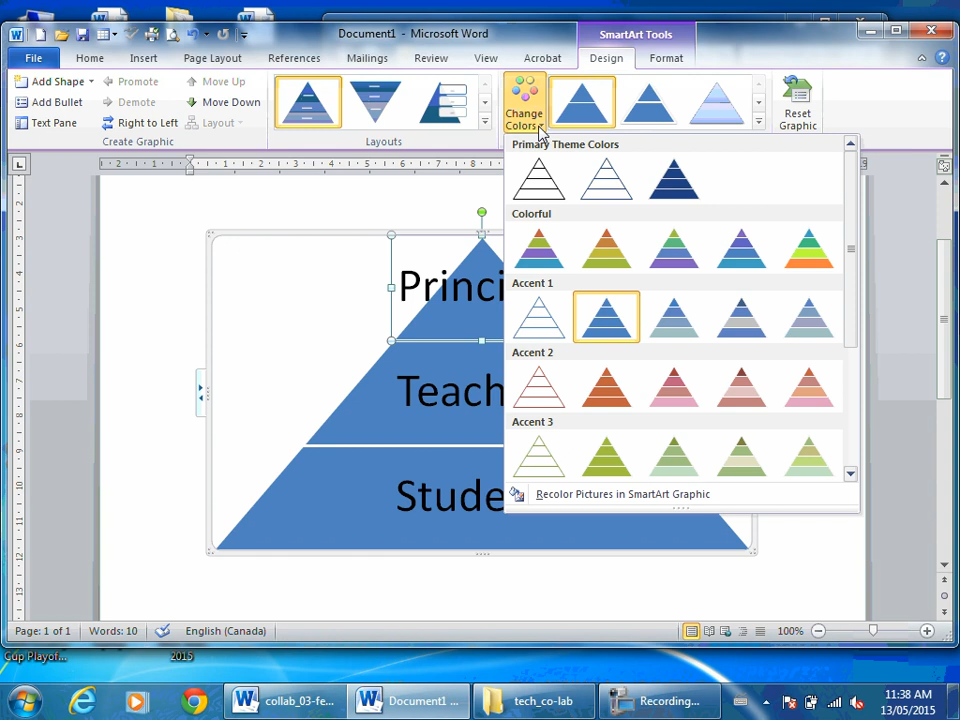 Document1 - Microsoft Word
SmartArt Tools
File
Home
Insert
Page Layout
References
Mailings
Review
View
Acrobat
Design
Format
Add Shape
Promote
Move Up
Add Bullet
Demote
Move Down
Text Pane
Right to Left
Layout
Create Graphic
Layouts
Change
Colors
Reset
Graphic
Primary Theme Colors
Colorful
Accent 1
Accent 2
Accent 3
Recolor Pictures in SmartArt Graphic
Princi
Teach
Stude
Page: 1 of 1
Words: 10
English (Canada)
100%
Cup Playof...
2015
collab_03-fe...
Document1 ...
tech_co-lab
Recording...
11:38 AM
13/05/2015